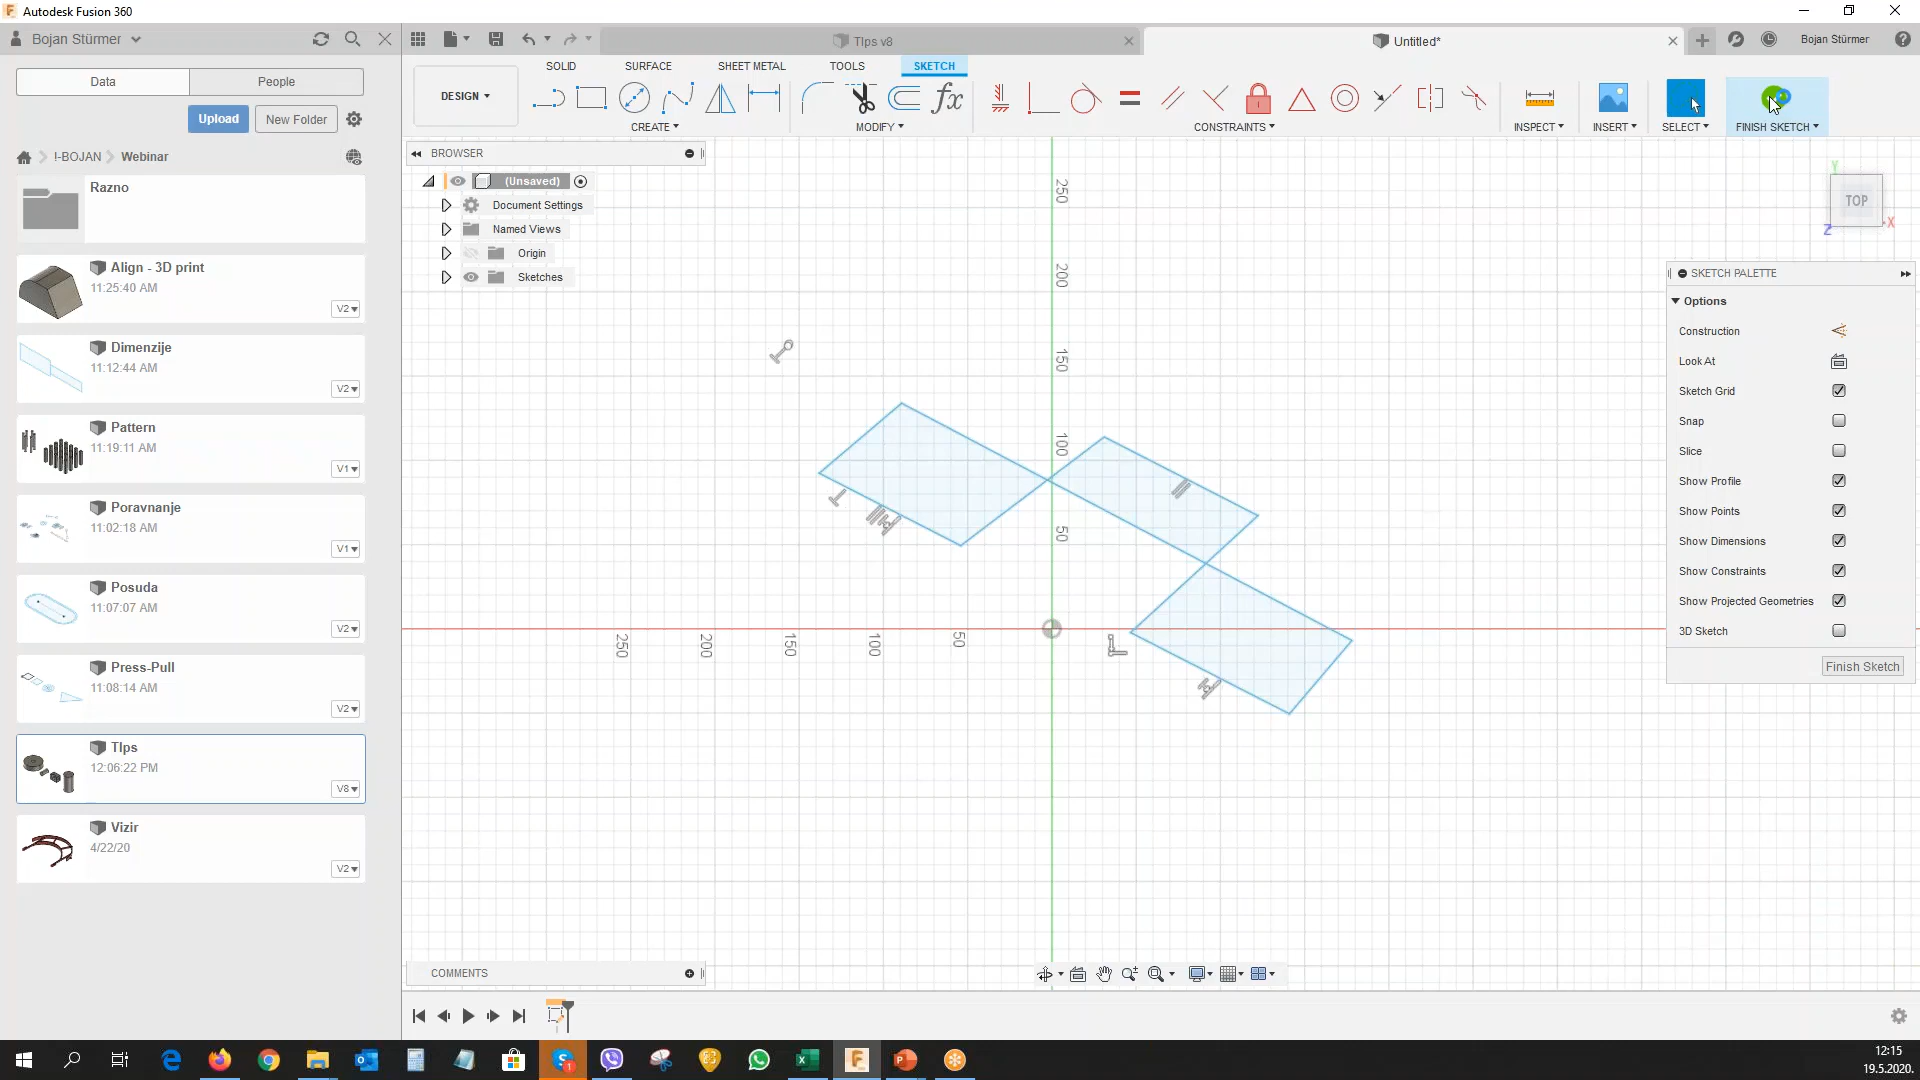 Autodesk Fusion 360
Bojan Stürmer
TIps v8
Untitled*
Bojan Stürmer
Data
People
Upload
New Folder
!-BOJAN
Webinar
Razno
Align - 3D print
11:25:40 AM
V2
Dimenzije
11:12:44 AM
V2
Pattern
11:19:11 AM
V1
Poravnanje
11:02:18 AM
V1
Posuda
11:07:07 AM
V2
Press-Pull
11:08:14 AM
V2
TIps
12:06:22 PM
V8
Vizir
4/22/20
V2
SOLID
SURFACE
SHEET METAL
TOOLS
SKETCH
DESIGN
fx
CREATE
MODIFY
CONSTRAINTS
INSPECT
INSERT
SELECT
FINISH SKETCH
BROWSER
(Unsaved)
Document Settings
Named Views
Origin
Sketches
250
200
150
100
50
250
200
150
100
50
Y
TOP
X
Z
SKETCH PALETTE
Options
Construction
Look At
Sketch Grid
Snap
Slice
Show Profile
Show Points
Show Dimensions
Show Constraints
Show Projected Geometries
3D Sketch
Finish Sketch
COMMENTS
12:15
19.5.2020.